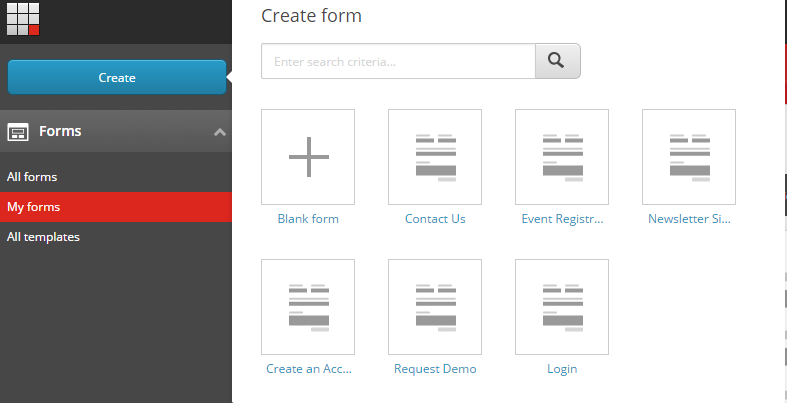 Create form
Enter search criteria...
Create
Forms
All forms
My forms
All templates
Blank form
Contact Us
Event Registr...
Newsletter Si...
Create an Acc...
Request Demo
Login